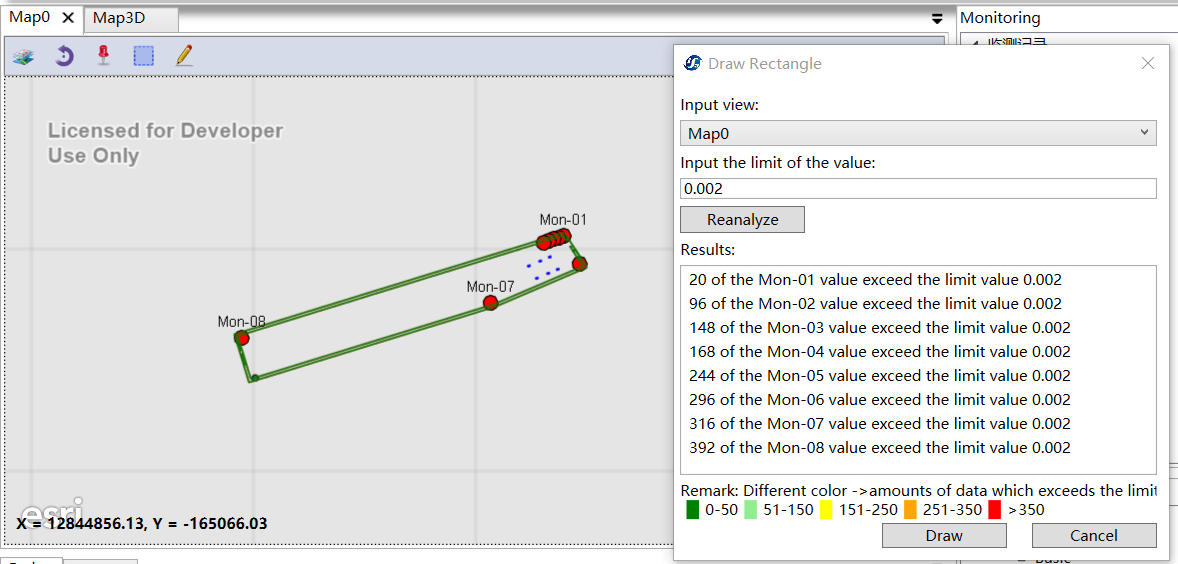 Map0
Map3D
Monitoring
监测记录
Licensed for Developer
Use Only
Mon-01
Mon-07
Mon-08
esri
X = 12844856.13, Y = -165066.03
Draw Rectangle
Input view:
Map0
Input the limit of the value:
0.002
Reanalyze
Results:
20 of the Mon-01 value exceed the limit value 0.002
96 of the Mon-02 value exceed the limit value 0.002
148 of the Mon-03 value exceed the limit value 0.002
168 of the Mon-04 value exceed the limit value 0.002
244 of the Mon-05 value exceed the limit value 0.002
296 of the Mon-06 value exceed the limit value 0.002
316 of the Mon-07 value exceed the limit value 0.002
392 of the Mon-08 value exceed the limit value 0.002
Remark: Different color ->amounts of data which exceeds the limit
0-50 51-150 151-250 251-350 >350
Draw
Cancel